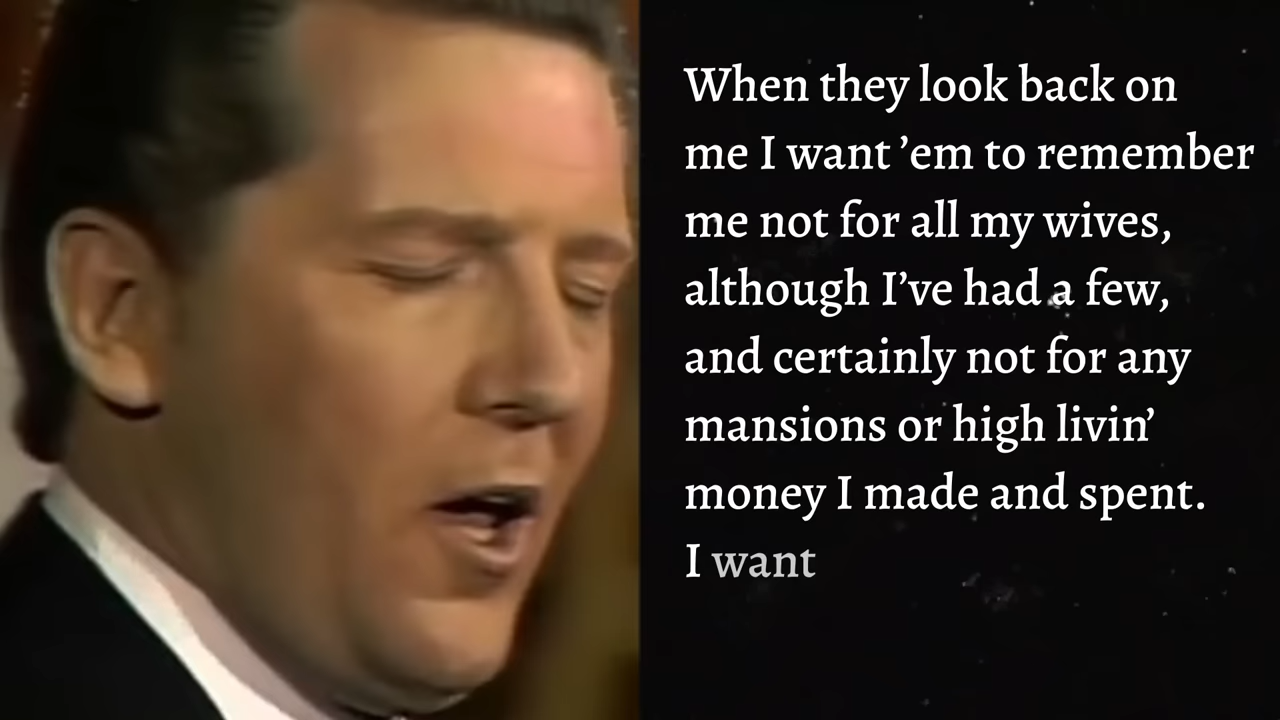 When they look back on
me I want ’em to remember
me not for all my wives,
although I’ve had a few,
and certainly not for any
mansions or high livin’
money I made and spent.
I want